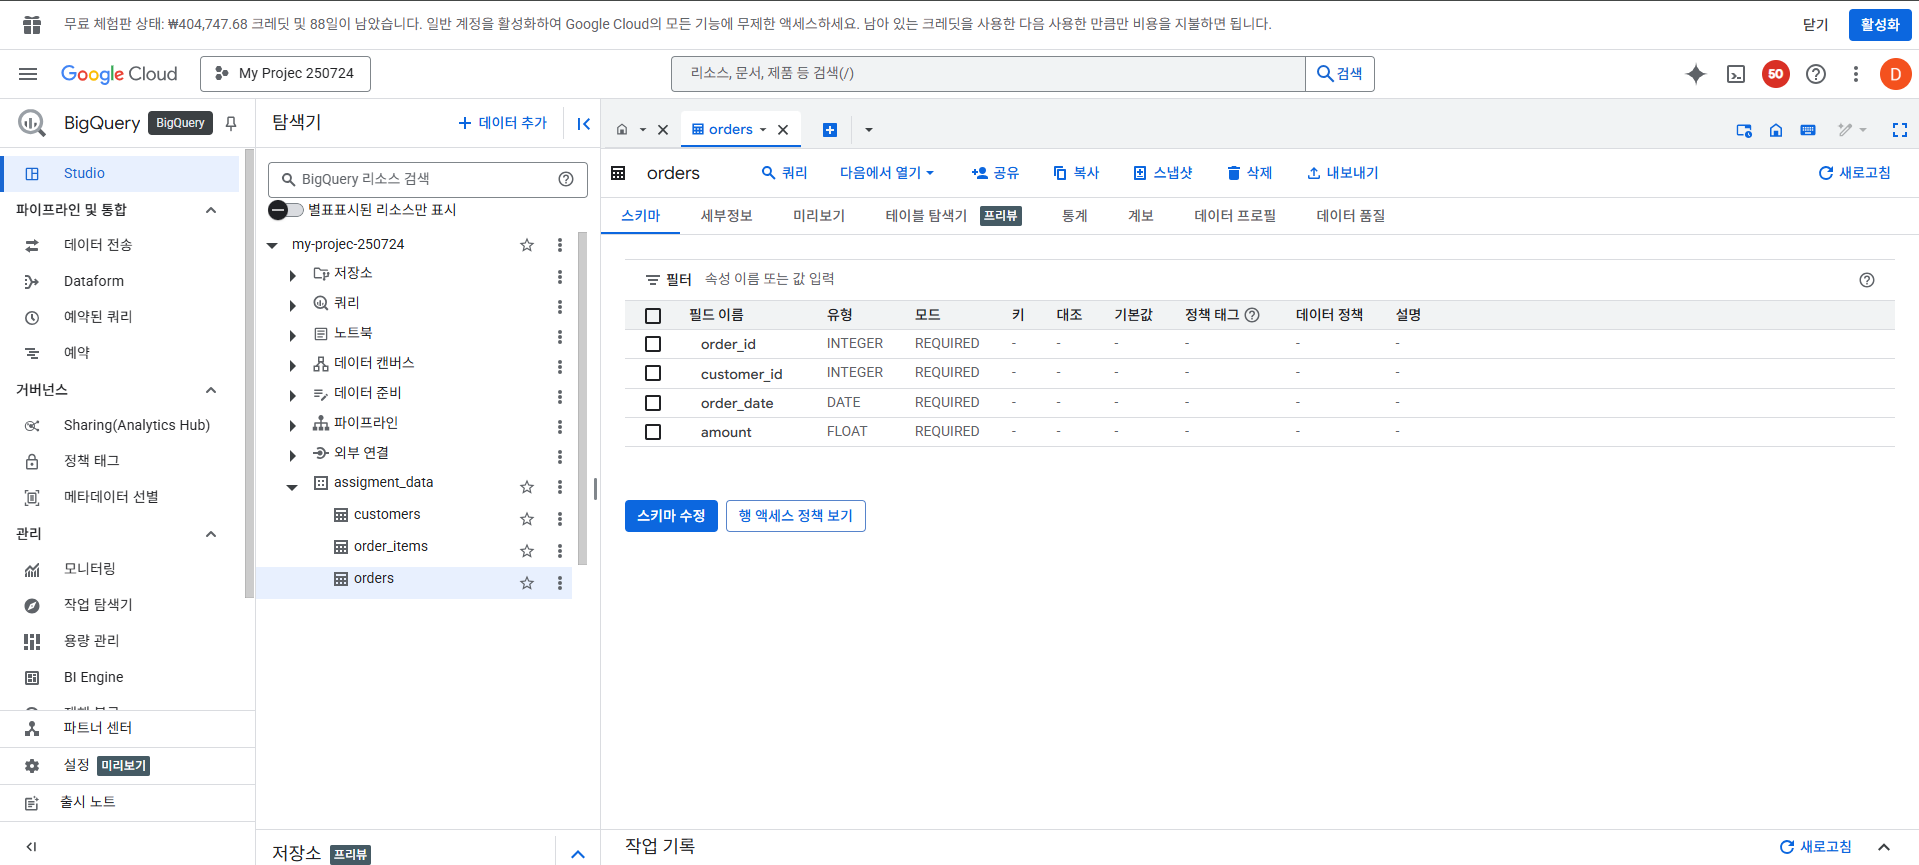 무료 체험판 상태: ₩404,747.68 크레딧 및 88일이 남았습니다. 일반 계정을 활성화하여 Google Cloud의 모든 기능에 무제한 액세스하세요. 남아 있는 크레딧을 사용한 다음 사용한 만큼만 비용을 지불하면 됩니다.
닫기
활성화
Google Cloud
My Projec 250724
리소스, 문서, 제품 등 검색(/)
검색
50
D
BigQuery
BigQuery
Studio
파이프라인 및 통합
데이터 전송
Dataform
예약된 쿼리
예약
거버넌스
Sharing(Analytics Hub)
정책 태그
메타데이터 선별
관리
모니터링
작업 탐색기
용량 관리
BI Engine
파트너 센터
설정 미리보기
출시 노트
탐색기
데이터 추가
BigQuery 리소스 검색
별표표시된 리소스만 표시
my-projec-250724
저장소
쿼리
노트북
데이터 캔버스
데이터 준비
파이프라인
외부 연결
assigment_data
customers
order_items
orders
저장소 프리뷰
orders
orders
쿼리
다음에서 열기
공유
복사
스냅샷
삭제
내보내기
새로고침
스키마 세부정보 미리보기 테이블 탐색기 프리뷰 통계 계보 데이터 프로필 데이터 품질
필터 속성 이름 또는 값 입력
필드 이름 유형 모드 키 대조 기본값 정책 태그 데이터 정책 설명
order_id INTEGER REQUIRED - - - - - -
customer_id INTEGER REQUIRED - - - - - -
order_date DATE REQUIRED - - - - - -
amount FLOAT REQUIRED - - - - - -
스키마 수정
행 액세스 정책 보기
작업 기록
새로고침